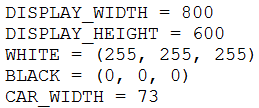 DISPLAY_WIDTH = 800
DISPLAY_HEIGHT = 600
WHITE = (255, 255, 255)
BLACK = (0, 0, 0)
CAR_WIDTH = 73